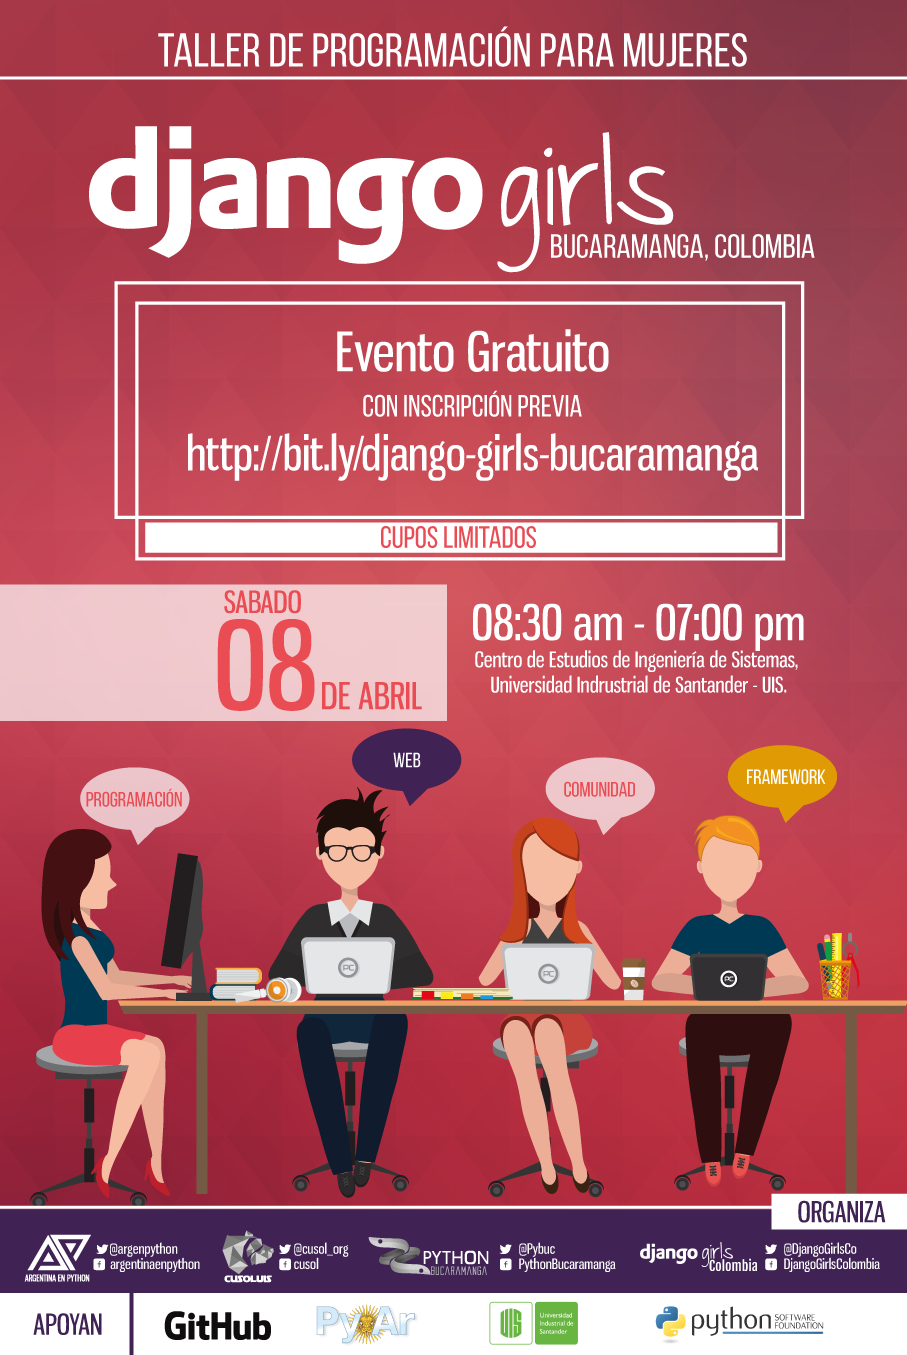 TALLER DE PROGRAMACIÓN PARA MUJERES
django girls
BUCARAMANGA, COLOMBIA
Evento Gratuito
CON INSCRIPCIÓN PREVIA
http://bit.ly/django-girls-bucaramanga
CUPOS LIMITADOS
SABADO
08 DE ABRIL
08:30 am - 07:00 pm
Centro de Estudios de Ingeniería de Sistemas,
Universidad Indrustrial de Santander - UIS.
PROGRAMACIÓN
WEB
COMUNIDAD
FRAMEWORK
PC
PC
PC
ORGANIZA
ARGENTINA EN PYTHON
@argenpython
argentinaenpython
CUSOLUIS
@cusol_org
cusol
PYTHON
BUCARAMANGA
@Pybuc
PythonBucaramanga
django girls
Colombia
@DjangoGirlsCo
DjangoGirlsColombia
APOYAN
GitHub
PyAr
UIS
Universidad
Industrial de
Santander
python
SOFTWARE
FOUNDATION